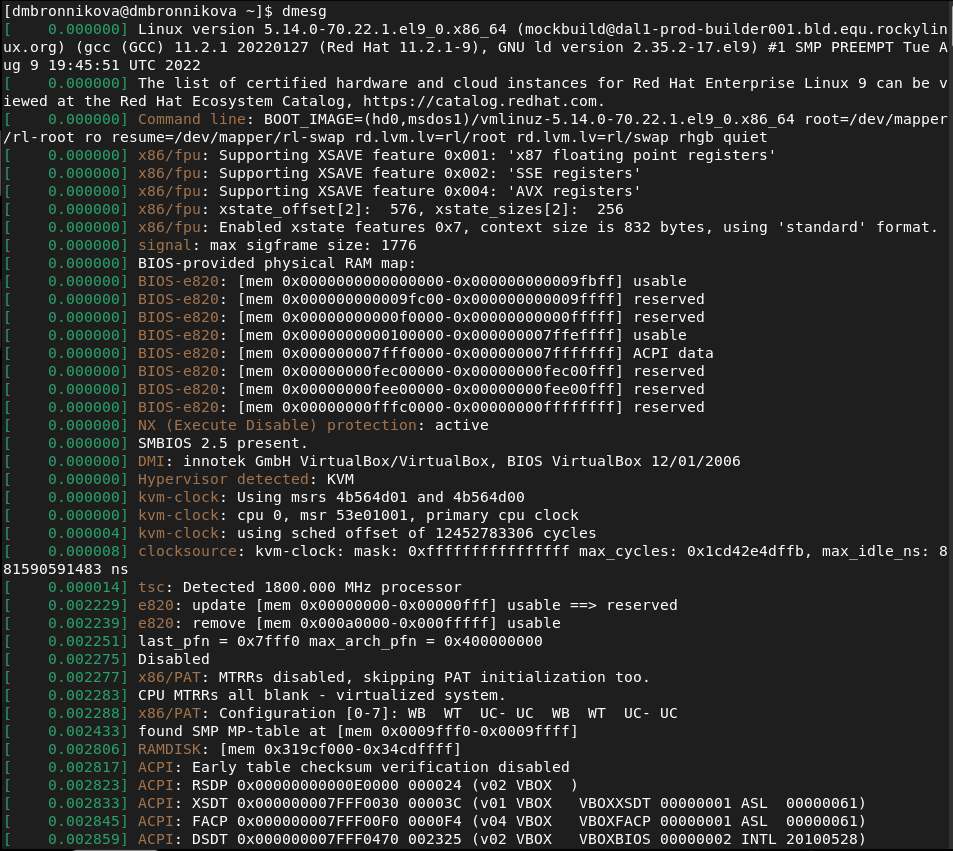 [dmbronnikova@dmbronnikova ~]$ dmesg
[    0.000000] Linux version 5.14.0-70.22.1.el9_0.x86_64 (mockbuild@dal1-prod-builder001.bld.equ.rockylin
ux.org) (gcc (GCC) 11.2.1 20220127 (Red Hat 11.2.1-9), GNU ld version 2.35.2-17.el9) #1 SMP PREEMPT Tue A
ug 9 19:45:51 UTC 2022
[    0.000000] The list of certified hardware and cloud instances for Red Hat Enterprise Linux 9 can be v
iewed at the Red Hat Ecosystem Catalog, https://catalog.redhat.com.
[    0.000000] Command line: BOOT_IMAGE=(hd0,msdos1)/vmlinuz-5.14.0-70.22.1.el9_0.x86_64 root=/dev/mapper
/rl-root ro resume=/dev/mapper/rl-swap rd.lvm.lv=rl/root rd.lvm.lv=rl/swap rhgb quiet
[    0.000000] x86/fpu: Supporting XSAVE feature 0x001: 'x87 floating point registers'
[    0.000000] x86/fpu: Supporting XSAVE feature 0x002: 'SSE registers'
[    0.000000] x86/fpu: Supporting XSAVE feature 0x004: 'AVX registers'
[    0.000000] x86/fpu: xstate_offset[2]:  576, xstate_sizes[2]:  256
[    0.000000] x86/fpu: Enabled xstate features 0x7, context size is 832 bytes, using 'standard' format.
[    0.000000] signal: max sigframe size: 1776
[    0.000000] BIOS-provided physical RAM map:
[    0.000000] BIOS-e820: [mem 0x0000000000000000-0x000000000009fbff] usable
[    0.000000] BIOS-e820: [mem 0x000000000009fc00-0x000000000009ffff] reserved
[    0.000000] BIOS-e820: [mem 0x00000000000f0000-0x00000000000fffff] reserved
[    0.000000] BIOS-e820: [mem 0x0000000000100000-0x000000007ffeffff] usable
[    0.000000] BIOS-e820: [mem 0x000000007fff0000-0x000000007fffffff] ACPI data
[    0.000000] BIOS-e820: [mem 0x00000000fec00000-0x00000000fec00fff] reserved
[    0.000000] BIOS-e820: [mem 0x00000000fee00000-0x00000000fee00fff] reserved
[    0.000000] BIOS-e820: [mem 0x00000000fffc0000-0x00000000ffffffff] reserved
[    0.000000] NX (Execute Disable) protection: active
[    0.000000] SMBIOS 2.5 present.
[    0.000000] DMI: innotek GmbH VirtualBox/VirtualBox, BIOS VirtualBox 12/01/2006
[    0.000000] Hypervisor detected: KVM
[    0.000000] kvm-clock: Using msrs 4b564d01 and 4b564d00
[    0.000000] kvm-clock: cpu 0, msr 53e01001, primary cpu clock
[    0.000004] kvm-clock: using sched offset of 12452783306 cycles
[    0.000008] clocksource: kvm-clock: mask: 0xffffffffffffffff max_cycles: 0x1cd42e4dffb, max_idle_ns: 8
81590591483 ns
[    0.000014] tsc: Detected 1800.000 MHz processor
[    0.002229] e820: update [mem 0x00000000-0x00000fff] usable ==> reserved
[    0.002239] e820: remove [mem 0x000a0000-0x000fffff] usable
[    0.002251] last_pfn = 0x7fff0 max_arch_pfn = 0x400000000
[    0.002275] Disabled
[    0.002277] x86/PAT: MTRRs disabled, skipping PAT initialization too.
[    0.002283] CPU MTRRs all blank - virtualized system.
[    0.002288] x86/PAT: Configuration [0-7]: WB  WT  UC- UC  WB  WT  UC- UC
[    0.002433] found SMP MP-table at [mem 0x0009fff0-0x0009ffff]
[    0.002806] RAMDISK: [mem 0x319cf000-0x34cdffff]
[    0.002817] ACPI: Early table checksum verification disabled
[    0.002823] ACPI: RSDP 0x00000000000E0000 000024 (v02 VBOX  )
[    0.002833] ACPI: XSDT 0x000000007FFF0030 00003C (v01 VBOX   VBOXXSDT 00000001 ASL  00000061)
[    0.002845] ACPI: FACP 0x000000007FFF00F0 0000F4 (v04 VBOX   VBOXFACP 00000001 ASL  00000061)
[    0.002859] ACPI: DSDT 0x000000007FFF0470 002325 (v02 VBOX   VBOXBIOS 00000002 INTL 20100528)